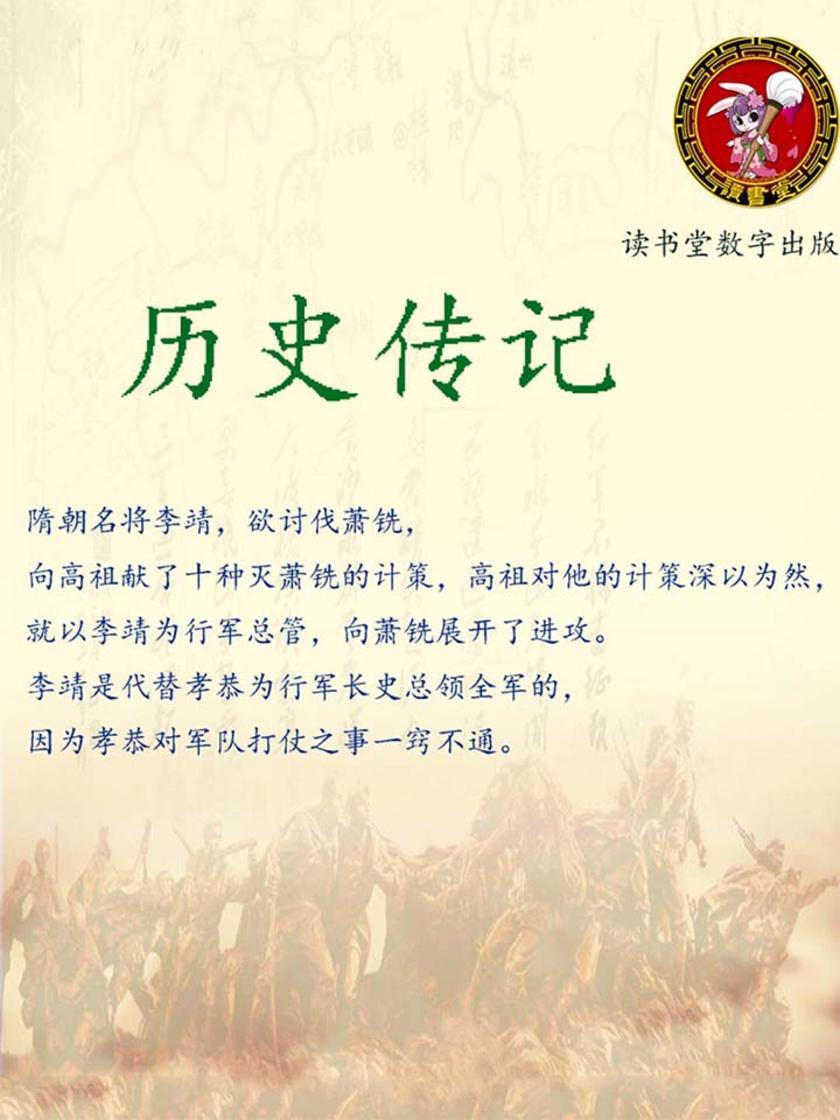 讀書堂
读书堂数字出版
历史传记
隋朝名将李靖，欲讨伐萧铣，
向高祖献了十种灭萧铣的计策，高祖对他的计策深以为然，
就以李靖为行军总管，向萧铣展开了进攻。
李靖是代替孝恭为行军长史总领全军的，
因为孝恭对军队打仗之事一窍不通。